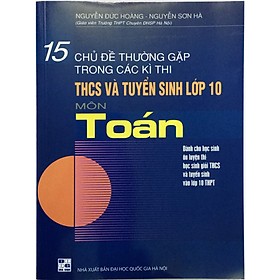 NGUYỄN ĐỨC HOÀNG - NGUYỄN SƠN HÀ
(Giáo viên Trường THPT Chuyên ĐHSP Hà Nội)
15 CHỦ ĐỀ THƯỜNG GẶP
TRONG CÁC KÌ THI
THCS VÀ TUYỂN SINH LỚP 10
MÔN
Toán
Dành cho học sinh
ôn luyện thi
học sinh giỏi THCS
và tuyển sinh
vào lớp 10 THPT
NHÀ XUẤT BẢN ĐẠI HỌC QUỐC GIA HÀ NỘI